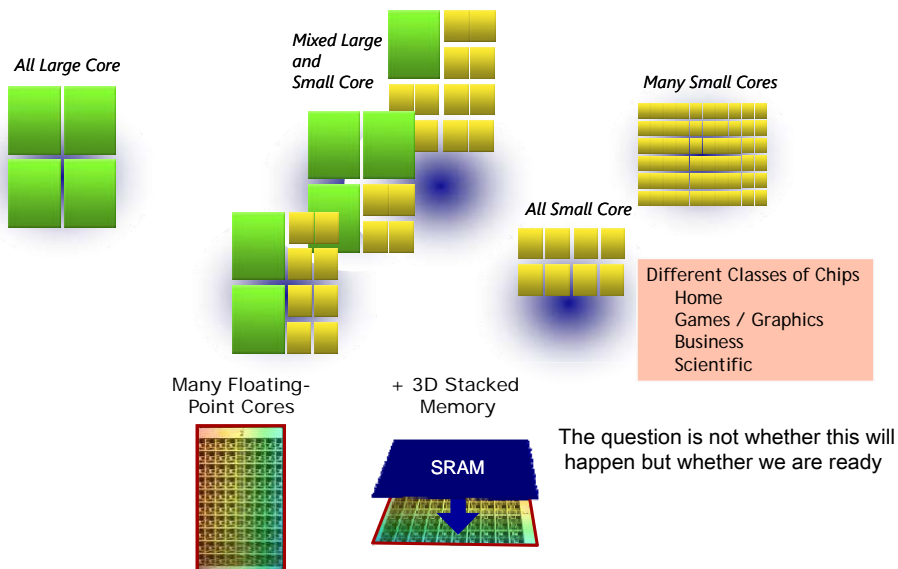 All Large Core
Mixed Large
and
Small Core
Many Small Cores
All Small Core
Different Classes of Chips
Home
Games / Graphics
Business
Scientific
Many Floating-
Point Cores
+ 3D Stacked
Memory
SRAM
The question is not whether this will
happen but whether we are ready